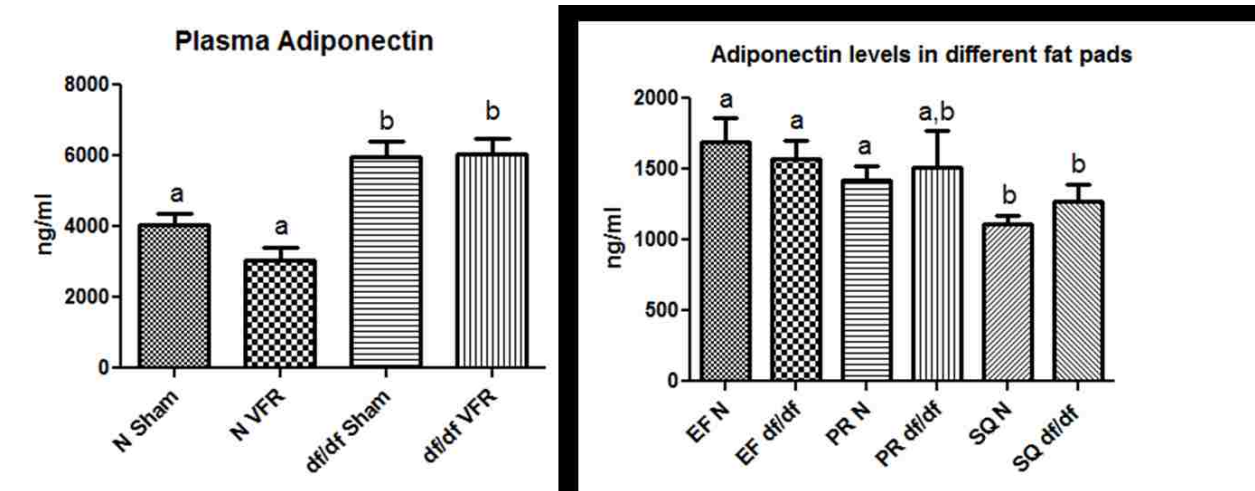 Plasma Adiponectin
8000
6000
4000
2000
0
ng/ml
a
a
b
b
N Sham
N VFR
df/df Sham
df/df VFR
Adiponectin levels in different fat pads
2000
1500
1000
500
0
ng/ml
a
a
a
a,b
b
b
EF N
EF df/df
PR N
PR df/df
SQ N
SQ df/df